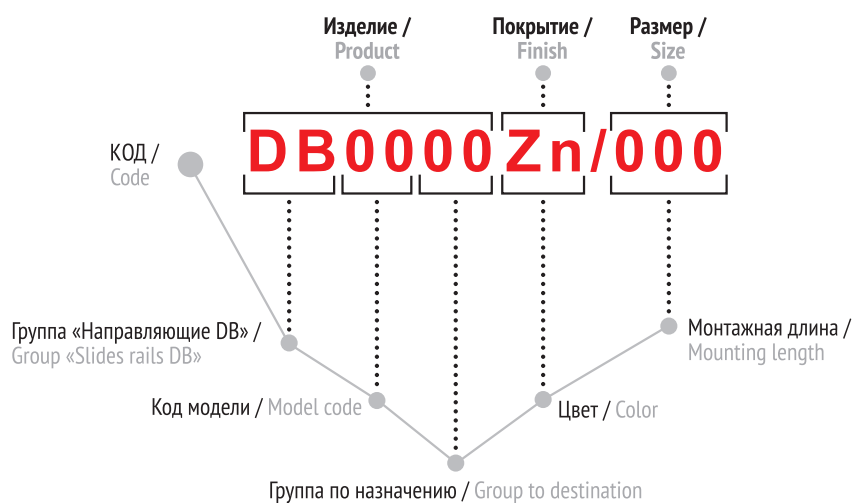 Изделие /
Product
Покрытие /
Finish
Размер /
Size
DB0000Zn/000
КОД /
Code
Группа «Направляющие DB» /
Group «Slides rails DB»
Монтажная длина /
Mounting length
Код модели / Model code
Цвет / Color
Группа по назначению / Group to destination